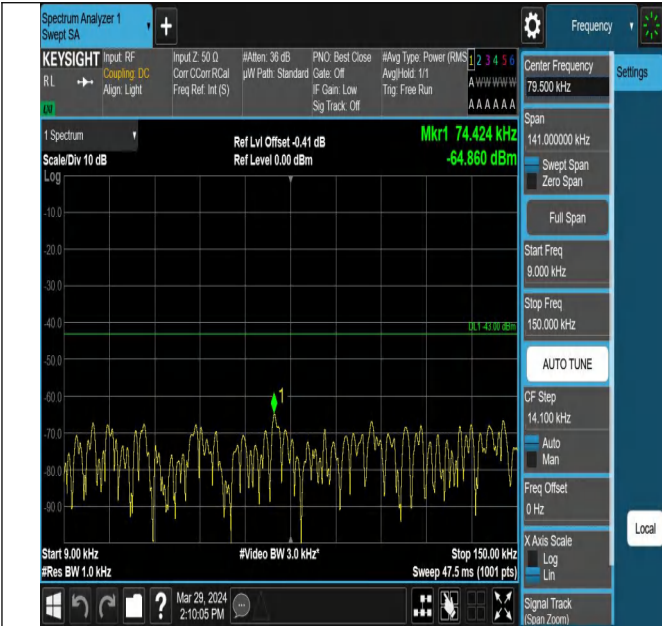 Spectrum Analyzer 1
Swept SA
+
Frequency
KEYSIGHT
RL
LXI
Input: RF
Coupling: DC
Align: Light
Input Z: 50 Ω
Corr CCorr RCal
Freq Ref: Int (S)
#Atten: 36 dB
µW Path: Standard
PNO: Best Close
Gate: Off
IF Gain: Low
Sig Track: Off
#Avg Type: Power (RMS
Avg|Hold: 1/1
Trig: Free Run
1 2 3 4 5 6
A W W W W W
A A A A A A
1 Spectrum
Scale/Div 10 dB
Log
Ref Lvl Offset -0.41 dB
Ref Level 0.00 dBm
Mkr1 74.424 kHz
-64.860 dBm
-10.0
-20.0
-30.0
-40.0
DL1 -43.00 dBm
-50.0
-60.0
1
-70.0
-80.0
-90.0
Start 9.00 kHz
#Video BW 3.0 kHz*
Stop 150.00 kHz
#Res BW 1.0 kHz
Sweep 47.5 ms (1001 pts)
?
Mar 29, 2024
2:10:05 PM
Center Frequency
79.500 kHz
Settings
Span
141.000000 kHz
Swept Span
Zero Span
Full Span
Start Freq
9.000 kHz
Stop Freq
150.000 kHz
AUTO TUNE
CF Step
14.100 kHz
Auto
Man
Freq Offset
0 Hz
Local
X Axis Scale
Log
Lin
Signal Track
(Span Zoom)